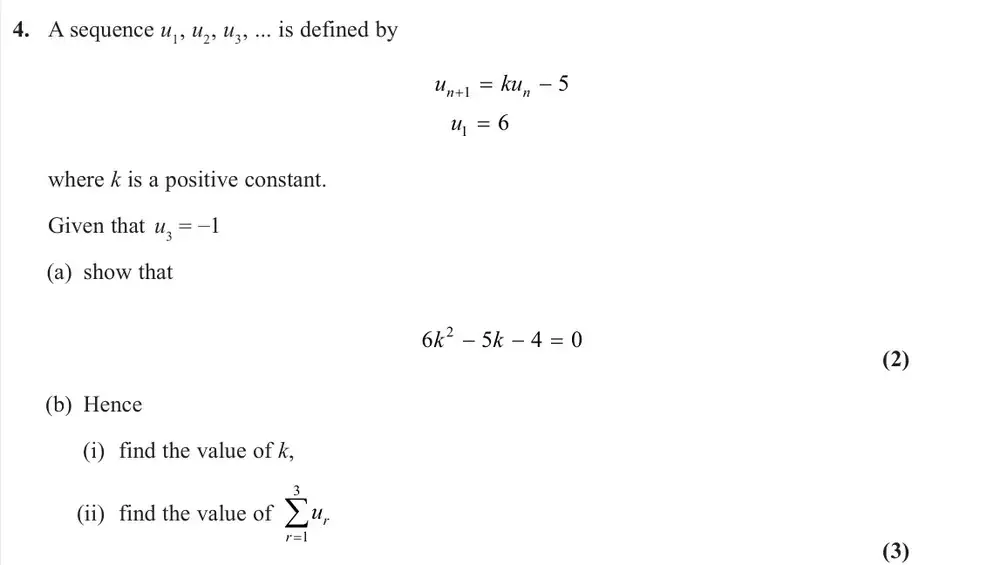 4. A sequence u₁, u₂, u₃, ... is defined by
uₙ₊₁ = kuₙ − 5
u₁ = 6
where k is a positive constant.
Given that u₃ = −1
(a) show that
6k² − 5k − 4 = 0
(2)
(b) Hence
(i) find the value of k,
(ii) find the value of ∑_{r=1}^{3} uᵣ
(3)